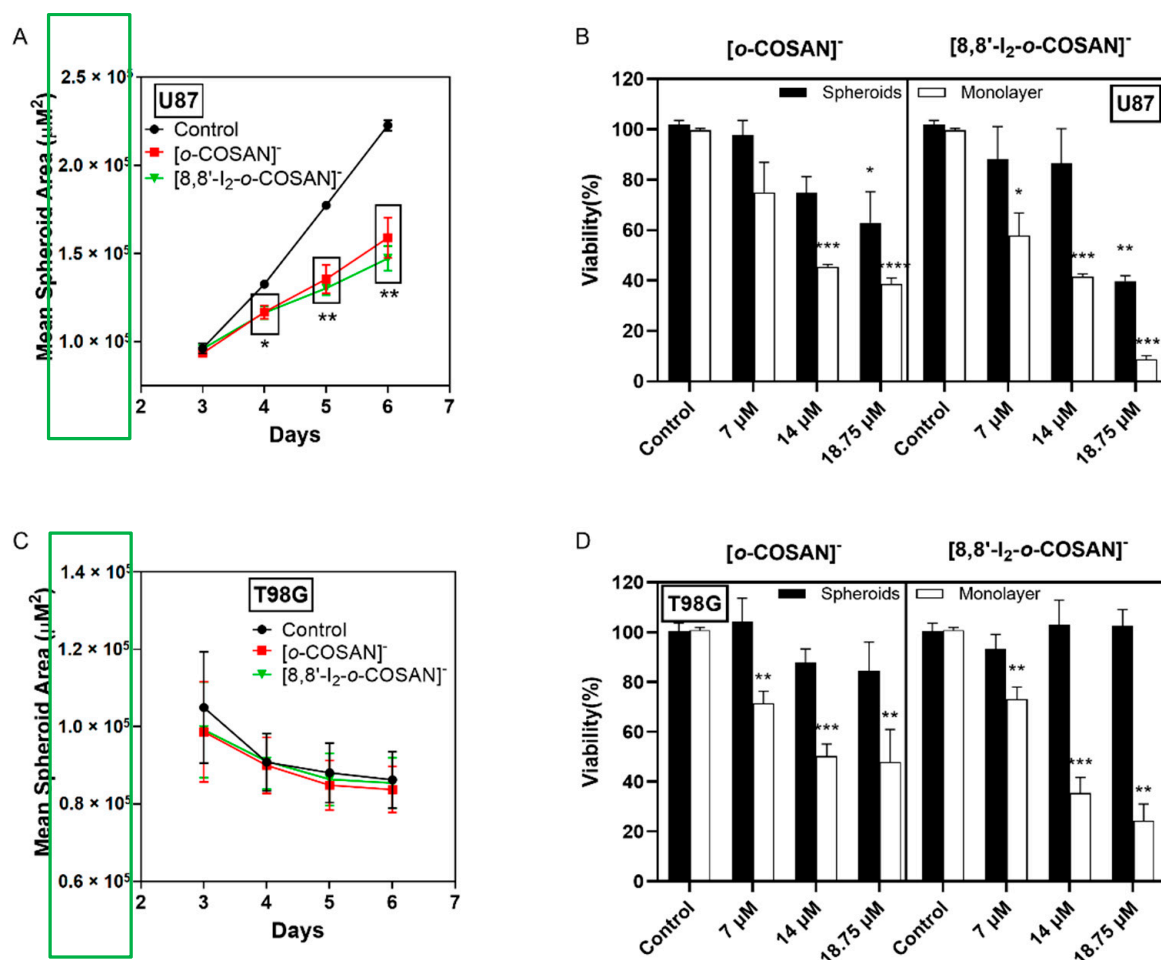 A
Mean Spheroid Area (µM²)
2.5 × 10⁵
2.0 × 10⁵
1.5 × 10⁵
1.0 × 10⁵
U87
Control
[o-COSAN]⁻
[8,8'-I₂-o-COSAN]⁻
*
**
**
2 3 4 5 6 7
Days
B
[o-COSAN]⁻ [8,8'-I₂-o-COSAN]⁻
Viability(%)
120
100
80
60
40
20
0
Spheroids Monolayer
U87
*** * **** * *** ** ***
Control 7 µM 14 µM 18.75 µM Control 7 µM 14 µM 18.75 µM
C
Mean Spheroid Area (µM²)
1.4 × 10⁵
1.2 × 10⁵
1.0 × 10⁵
0.8 × 10⁵
0.6 × 10⁵
T98G
Control
[o-COSAN]⁻
[8,8'-I₂-o-COSAN]⁻
2 3 4 5 6 7
Days
D
[o-COSAN]⁻ [8,8'-I₂-o-COSAN]⁻
Viability(%)
120
100
80
60
40
20
0
T98G
Spheroids Monolayer
** *** ** ** *** **
Control 7 µM 14 µM 18.75 µM Control 7 µM 14 µM 18.75 µM